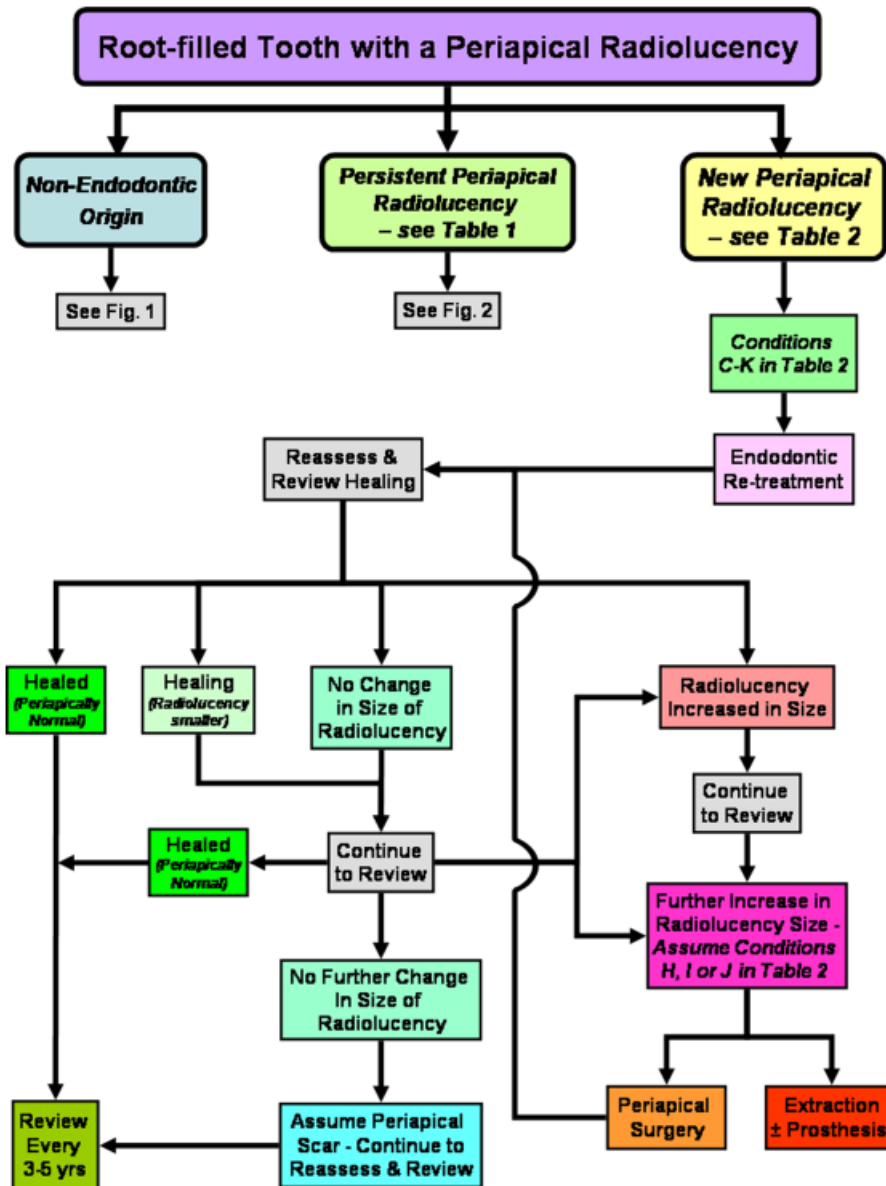 Root-filled Tooth with a Periapical Radiolucency
Non-Endodontic
Origin
Persistent Periapical
Radiolucency
– see Table 1
New Periapical
Radiolucency
– see Table 2
See Fig. 1
See Fig. 2
Conditions
C-K in Table 2
Reassess &
Review Healing
Endodontic
Re-treatment
Healed
(Periapically
Normal)
Healing
(Radiolucency
smaller)
No Change
in Size of
Radiolucency
Radiolucency
Increased in Size
Continue
to Review
Healed
(Periapically
Normal)
Continue
to Review
Further Increase in
Radiolucency Size -
Assume Conditions
H, I or J in Table 2
No Further Change
In Size of
Radiolucency
Review
Every
3-5 yrs
Assume Periapical
Scar - Continue to
Reassess & Review
Periapical
Surgery
Extraction
± Prosthesis